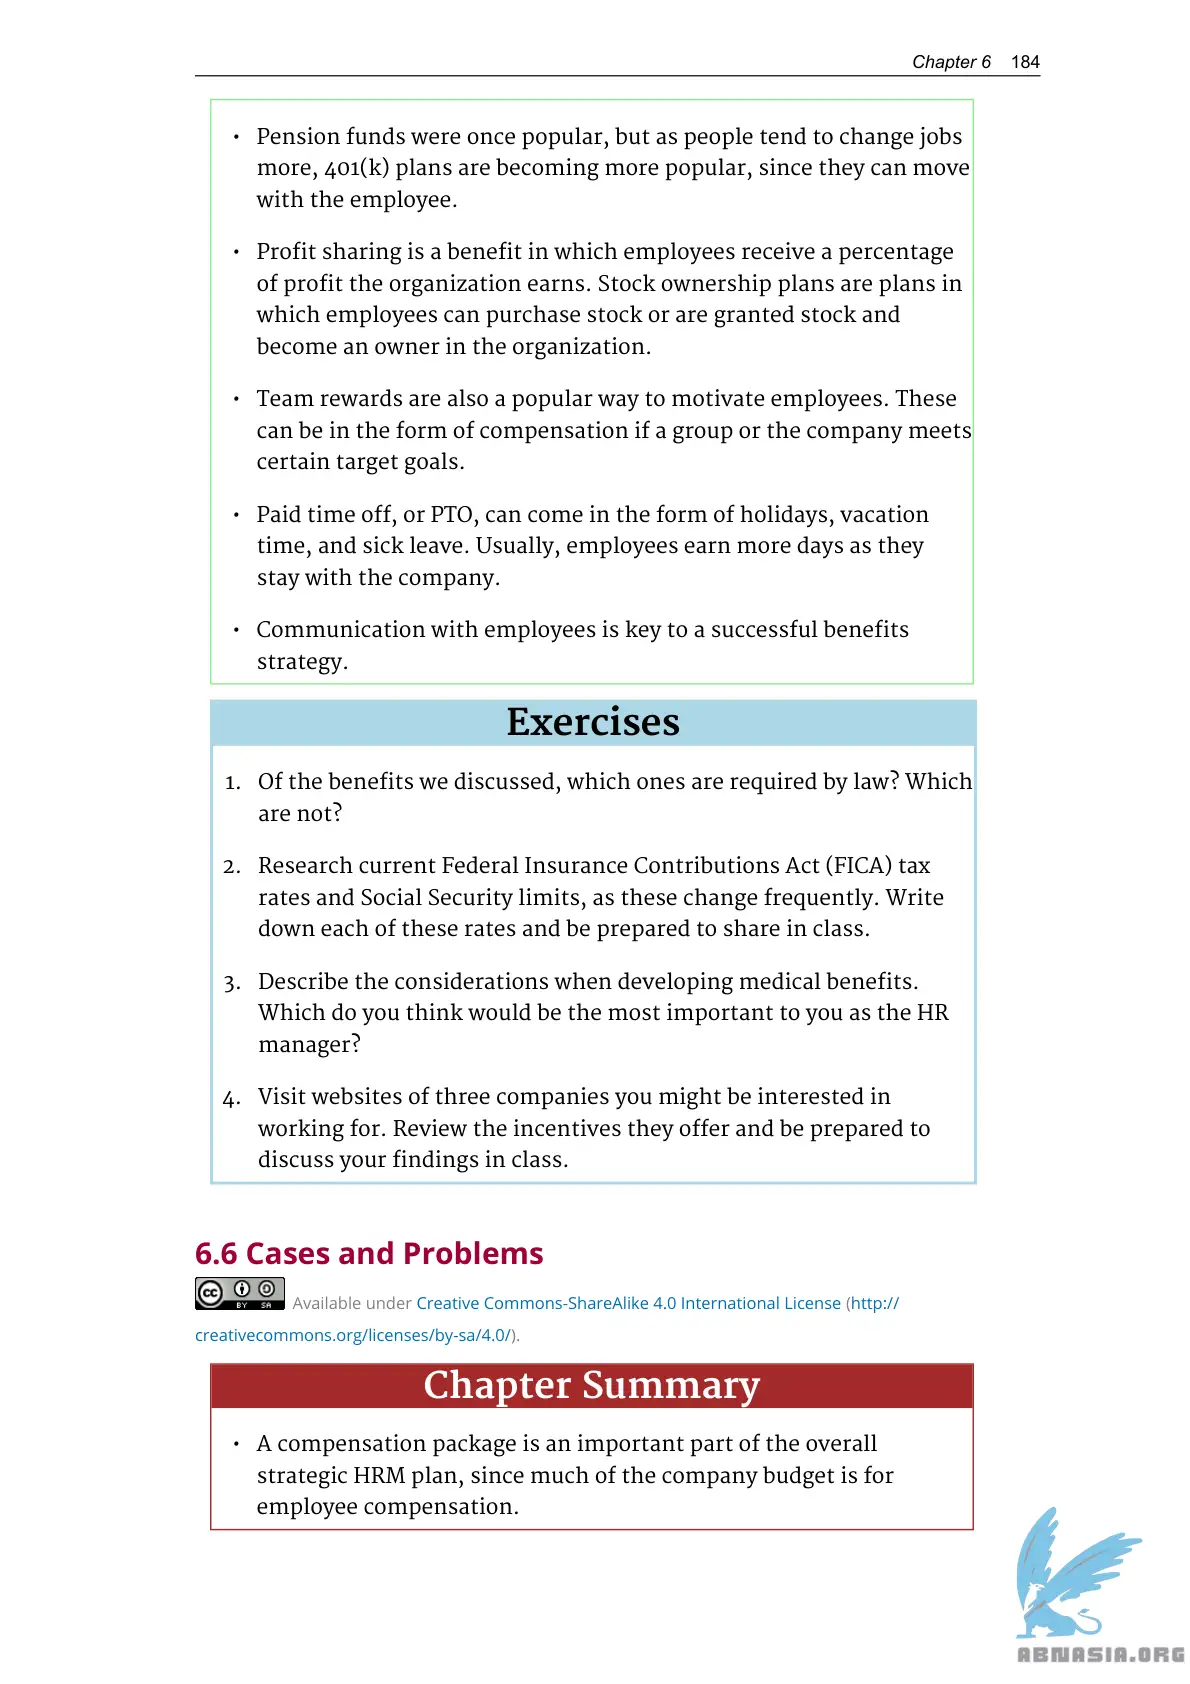 Chapter 6 184
• Pension funds were once popular, but as people tend to change jobs
more, 401(k) plans are becoming more popular, since they can move
with the employee.
• Profit sharing is a benefit in which employees receive a percentage
of profit the organization earns. Stock ownership plans are plans in
which employees can purchase stock or are granted stock and
become an owner in the organization.
• Team rewards are also a popular way to motivate employees. These
can be in the form of compensation if a group or the company meets
certain target goals.
• Paid time off, or PTO, can come in the form of holidays, vacation
time, and sick leave. Usually, employees earn more days as they
stay with the company.
• Communication with employees is key to a successful benefits
strategy.
Exercises
1. Of the benefits we discussed, which ones are required by law? Which
are not?
2. Research current Federal Insurance Contributions Act (FICA) tax
rates and Social Security limits, as these change frequently. Write
down each of these rates and be prepared to share in class.
3. Describe the considerations when developing medical benefits.
Which do you think would be the most important to you as the HR
manager?
4. Visit websites of three companies you might be interested in
working for. Review the incentives they offer and be prepared to
discuss your findings in class.
6.6 Cases and Problems
cc BY SA Available under Creative Commons-ShareAlike 4.0 International License (http://
creativecommons.org/licenses/by-sa/4.0/).
Chapter Summary
• A compensation package is an important part of the overall
strategic HRM plan, since much of the company budget is for
employee compensation.
ABNASIA.ORG